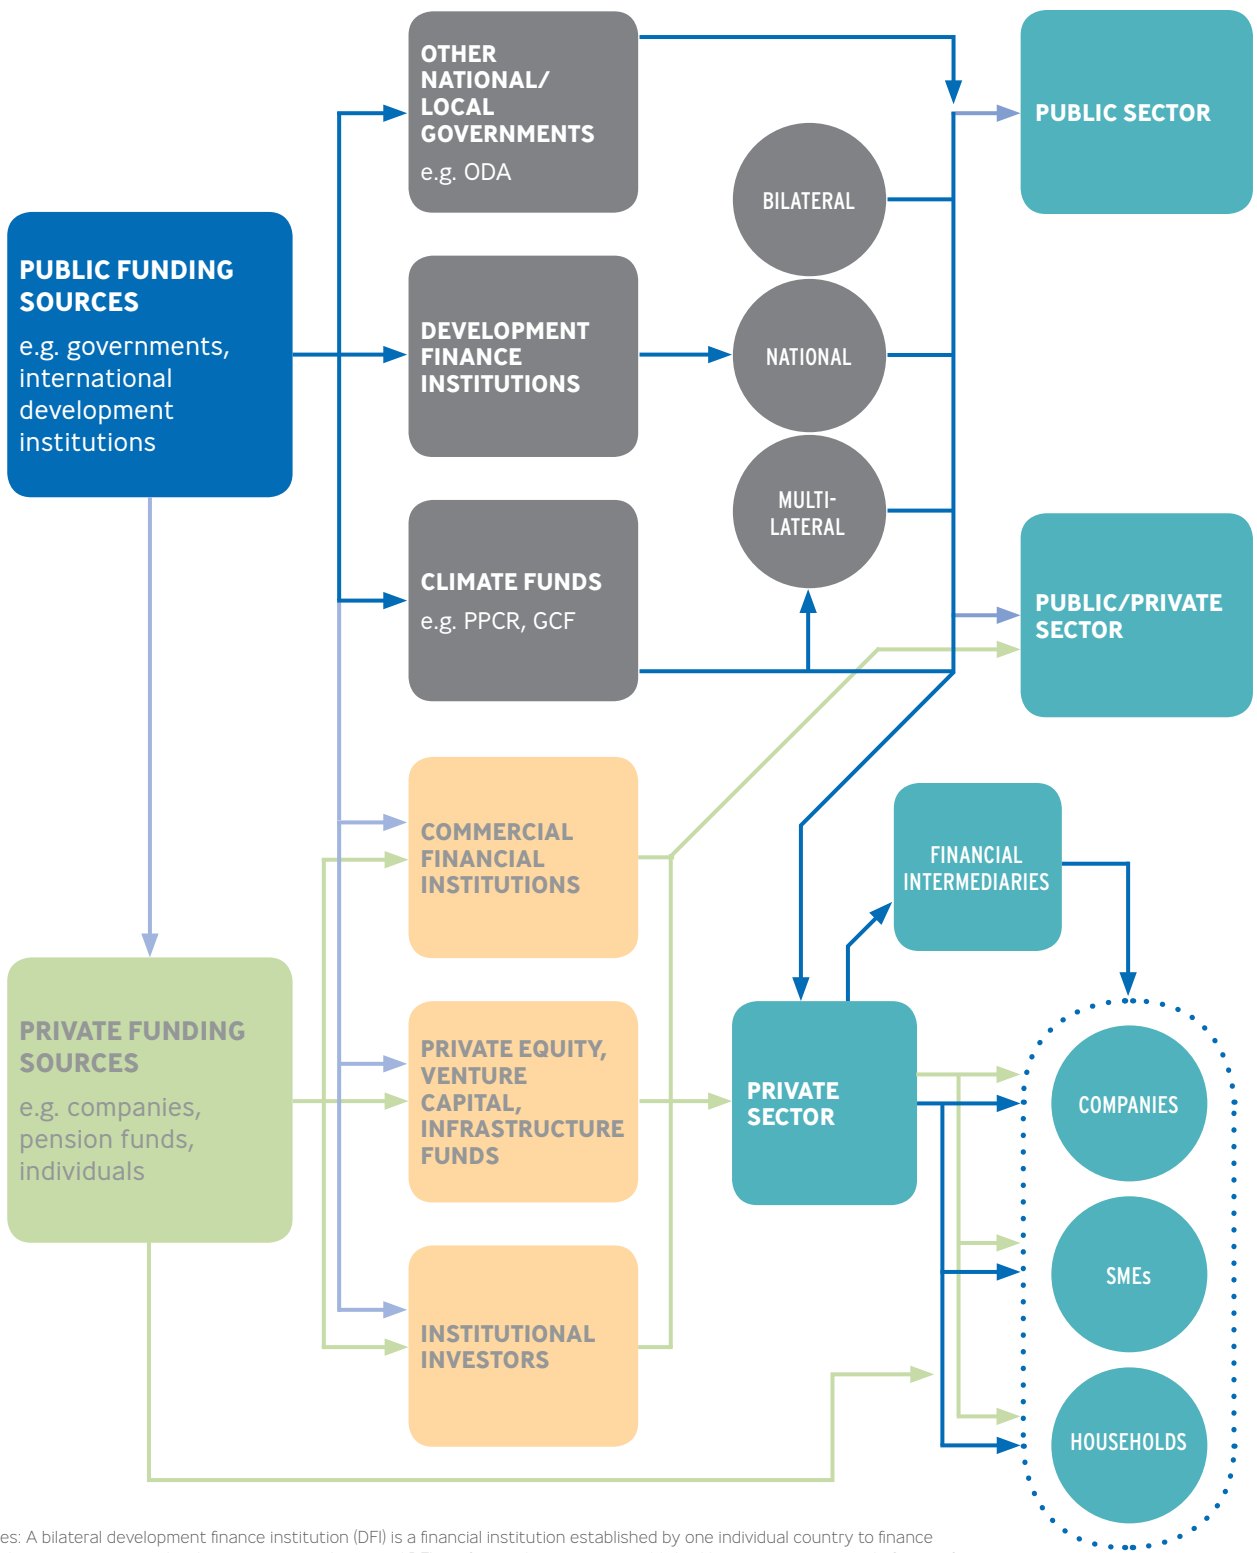 OTHER
NATIONAL/
LOCAL
GOVERNMENTS
e.g. ODA
PUBLIC SECTOR
BILATERAL
PUBLIC FUNDING
SOURCES
e.g. governments,
international
development
institutions
DEVELOPMENT
FINANCE
INSTITUTIONS
NATIONAL
MULTI-
LATERAL
CLIMATE FUNDS
e.g. PPCR, GCF
PUBLIC/PRIVATE
SECTOR
COMMERCIAL
FINANCIAL
INSTITUTIONS
FINANCIAL
INTERMEDIARIES
PRIVATE FUNDING
SOURCES
e.g. companies,
pension funds,
individuals
PRIVATE EQUITY,
VENTURE
CAPITAL,
INFRASTRUCTURE
FUNDS
PRIVATE
SECTOR
COMPANIES
SMEs
INSTITUTIONAL
INVESTORS
HOUSEHOLDS
es: A bilateral development finance institution (DFI) is a financial institution established by one individual country to finance